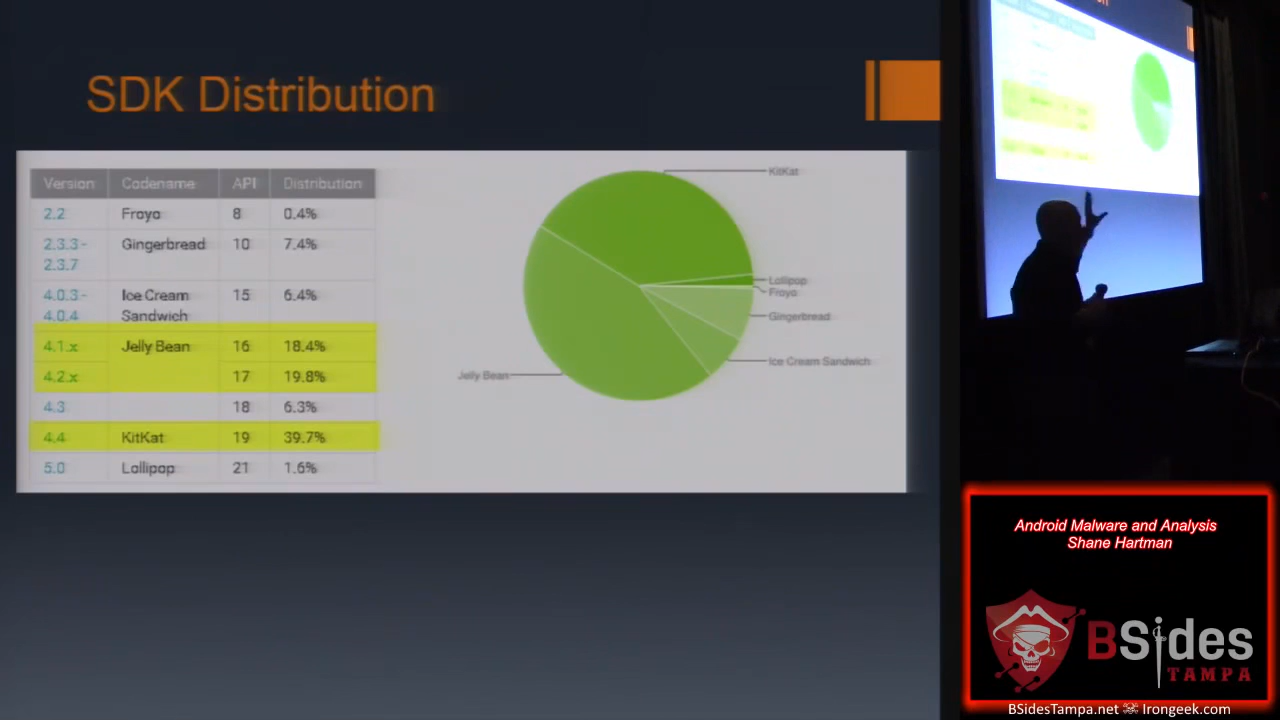 SDK Distribution
Version Codename API Distribution
2.2 Froyo 8 0.4%
2.3.3 - Gingerbread 10 7.4%
2.3.7
4.0.3 - Ice Cream 15 6.4%
4.0.4 Sandwich
4.1.x Jelly Bean 16 18.4%
4.2.x 17 19.8%
4.3 18 6.3%
4.4 KitKat 19 39.7%
5.0 Lollipop 21 1.6%
KitKat
Lollipop
Froyo
Gingerbread
Ice Cream Sandwich
Jelly Bean
Android Malware and Analysis
Shane Hartman
BSides
TAMPA
BSidesTampa.net Irongeek.com